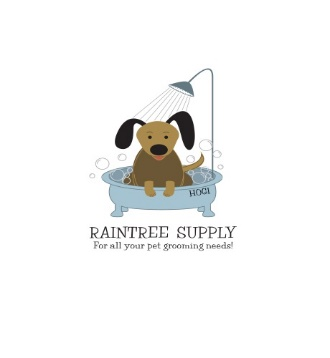 HOCl
RAINTREE SUPPLY
For all your pet grooming needs!